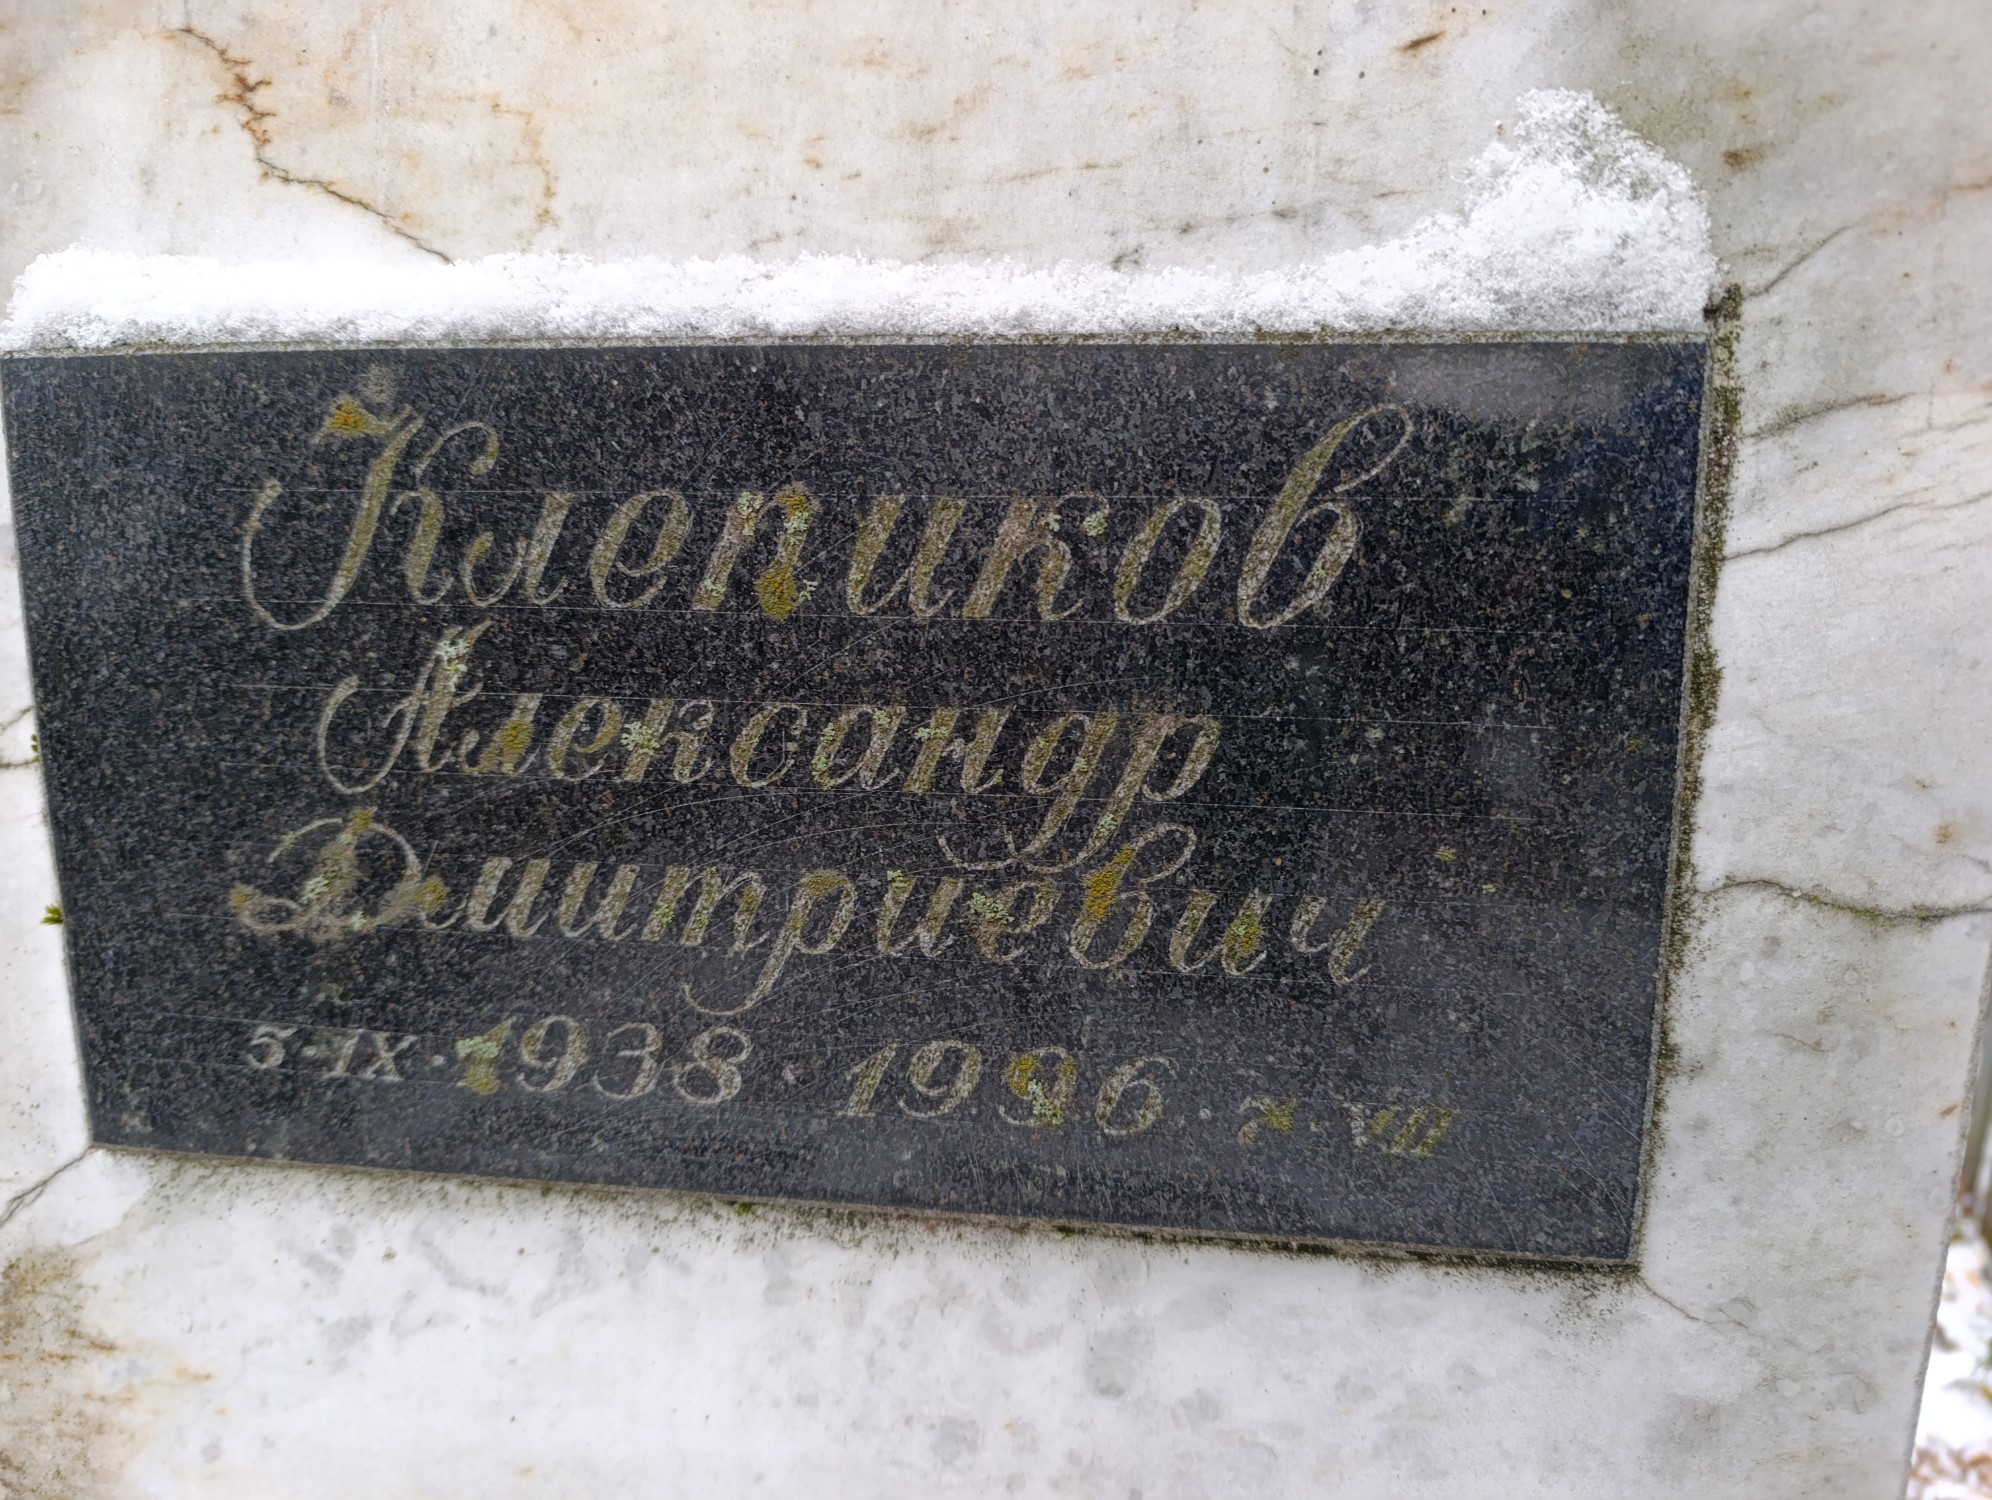 Клепиков
Александр
Дмитриевич
5·IX·1938·1996·7·VII